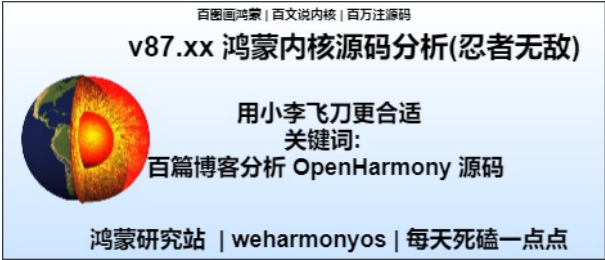 百图画鸿蒙 | 百文说内核 | 百万注源码
v87.xx 鸿蒙内核源码分析(忍者无敌)
用小李飞刀更合适
关键词:
百篇博客分析 OpenHarmony 源码
鸿蒙研究站 | weharmonyos | 每天死磕一点点